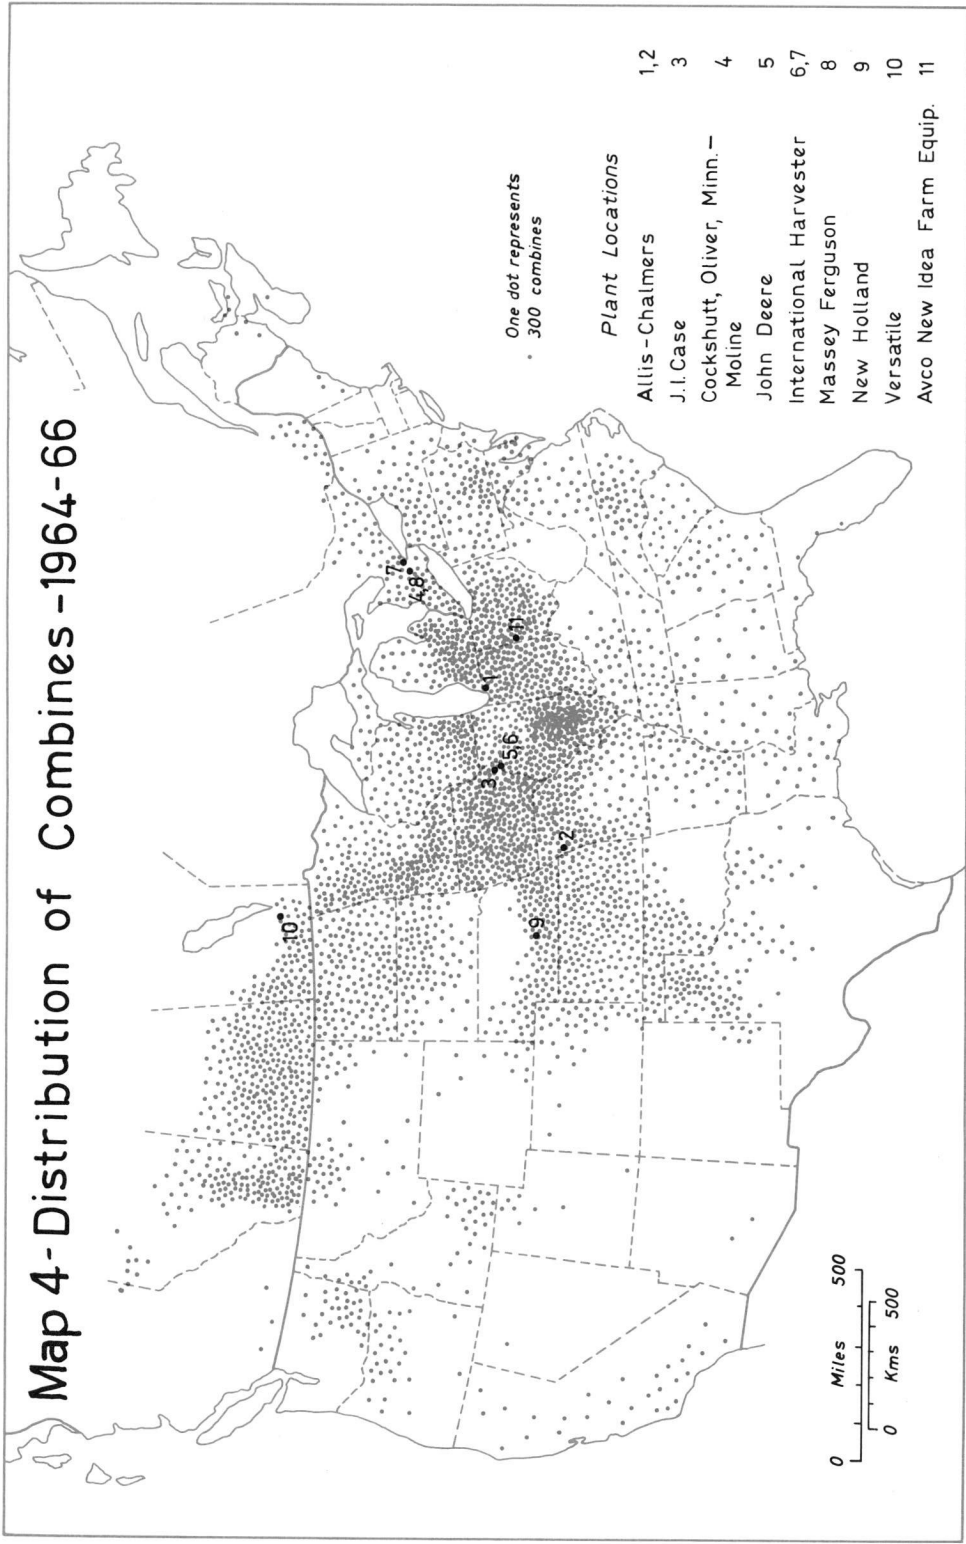 Map 4 - Distribution of Combines - 1964-66
10
7
4,8
1
11
3
5,6
9
2
One dot represents
300 combines
Plant Locations
Allis-Chalmers 1,2
J.I. Case 3
Cockshutt, Oliver, Minn.-
Moline 4
John Deere 5
International Harvester 6,7
Massey Ferguson 8
New Holland 9
Versatile 10
Avco New Idea Farm Equip. 11
0 Miles 500
0 Kms 500